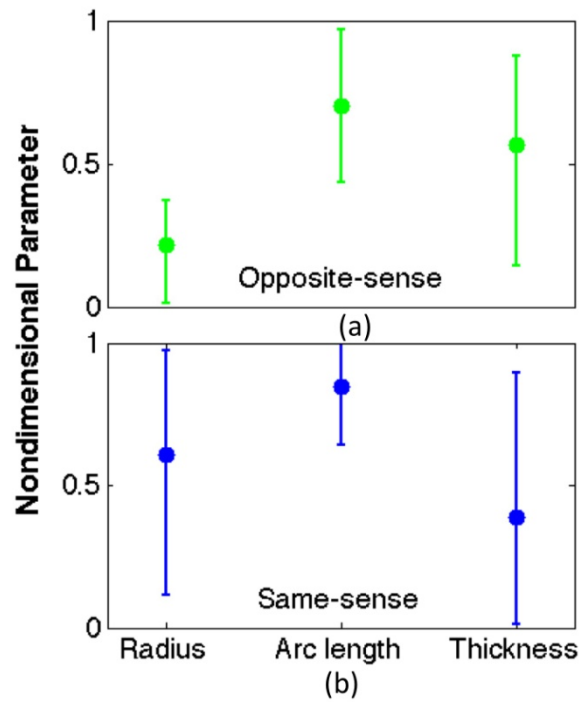 Nondimensional Parameter
1
0.5
0
Opposite-sense
(a)
1
0.5
0
Same-sense
Radius Arc length Thickness
(b)